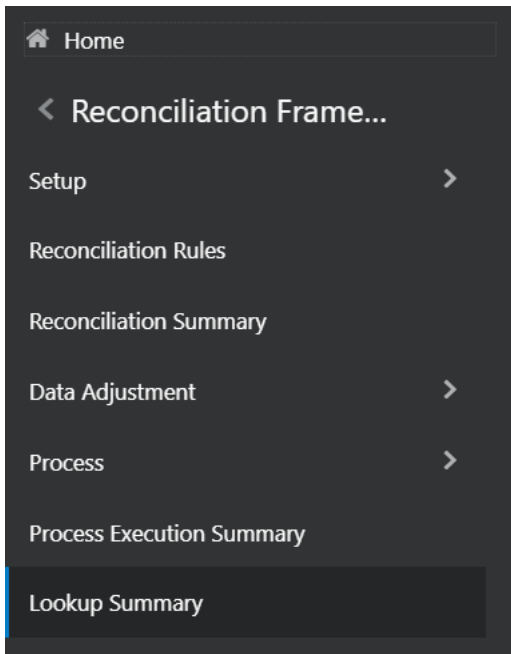 Home
Reconciliation Frame...
Setup
Reconciliation Rules
Reconciliation Summary
Data Adjustment
Process
Process Execution Summary
Lookup Summary